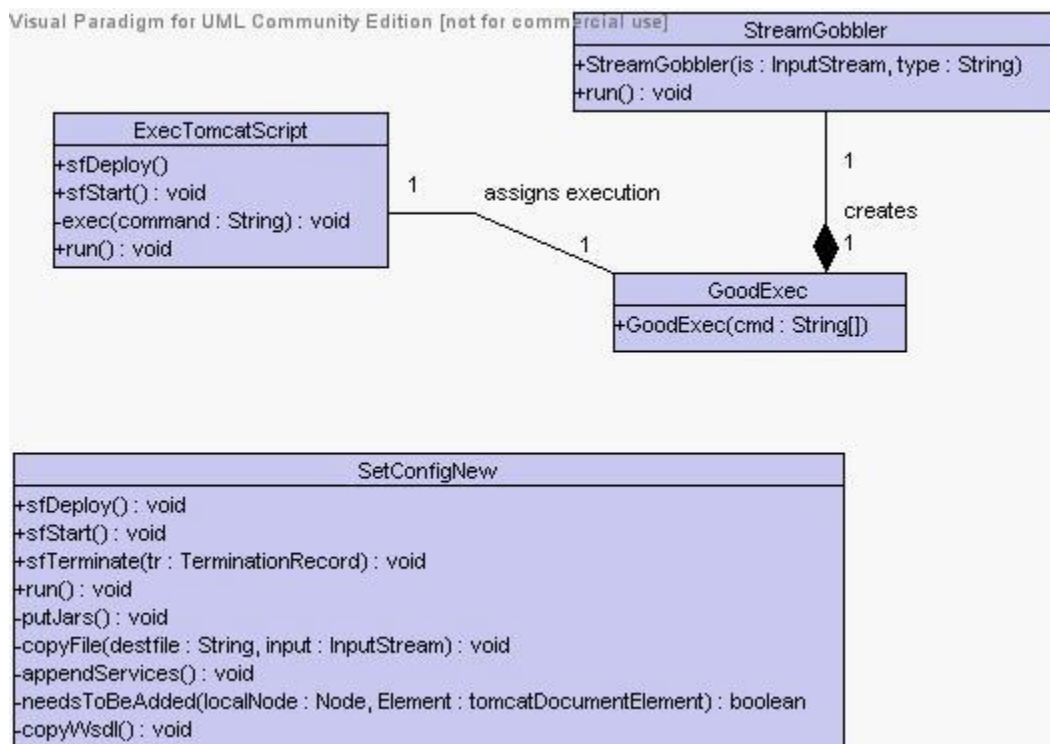 Visual Paradigm for UML Community Edition [not for commercial use]
StreamGobbler
+StreamGobbler(is : InputStream, type : String)
+run() : void
ExecTomcatScript
+sfDeploy()
+sfStart() : void
-exec(command : String) : void
+run() : void
1
assigns execution
1
1
creates
1
GoodExec
+GoodExec(cmd : String[])
SetConfigNew
+sfDeploy() : void
+sfStart() : void
+sfTerminate(tr : TerminationRecord) : void
+run() : void
-putJars() : void
-copyFile(destfile : String, input : InputStream) : void
-appendServices() : void
-needsToBeAdded(localNode : Node, Element : tomcatDocumentElement) : boolean
-copyWsdl() : void